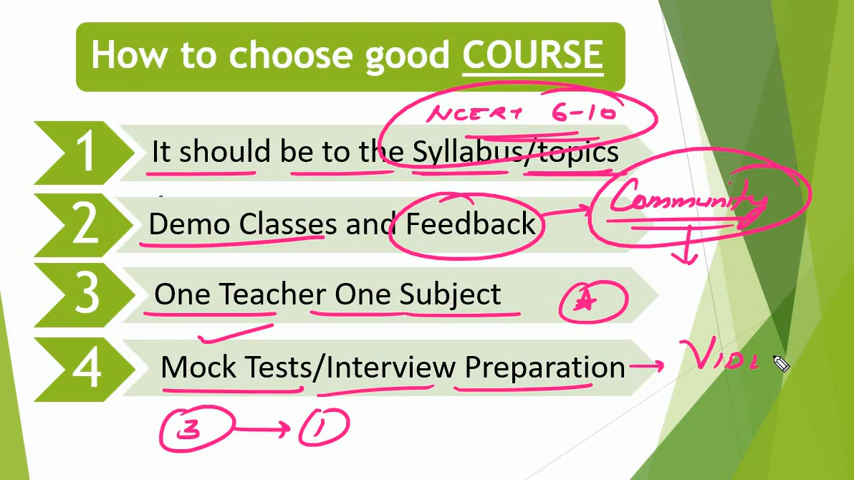 How to choose good COURSE
NCERT 6-10
1 It should be to the Syllabus/topics
Community
2 Demo Classes and Feedback
3 One Teacher One Subject
4 Mock Tests/Interview Preparation → VIDE
3 → 1